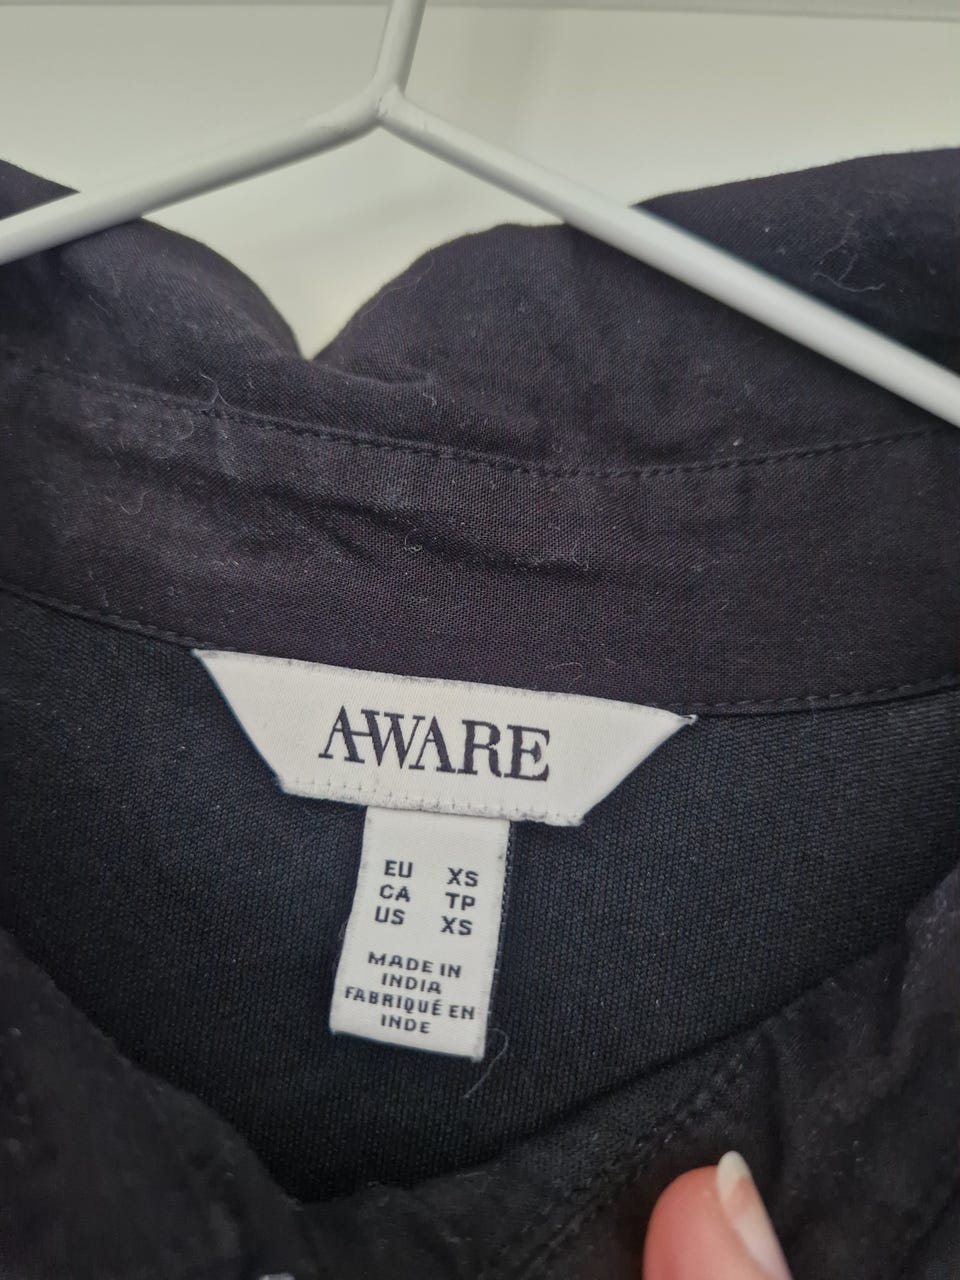 AWARE
EU XS
CA TP
US XS
MADE IN
INDIA
FABRIQUÉ EN
INDE